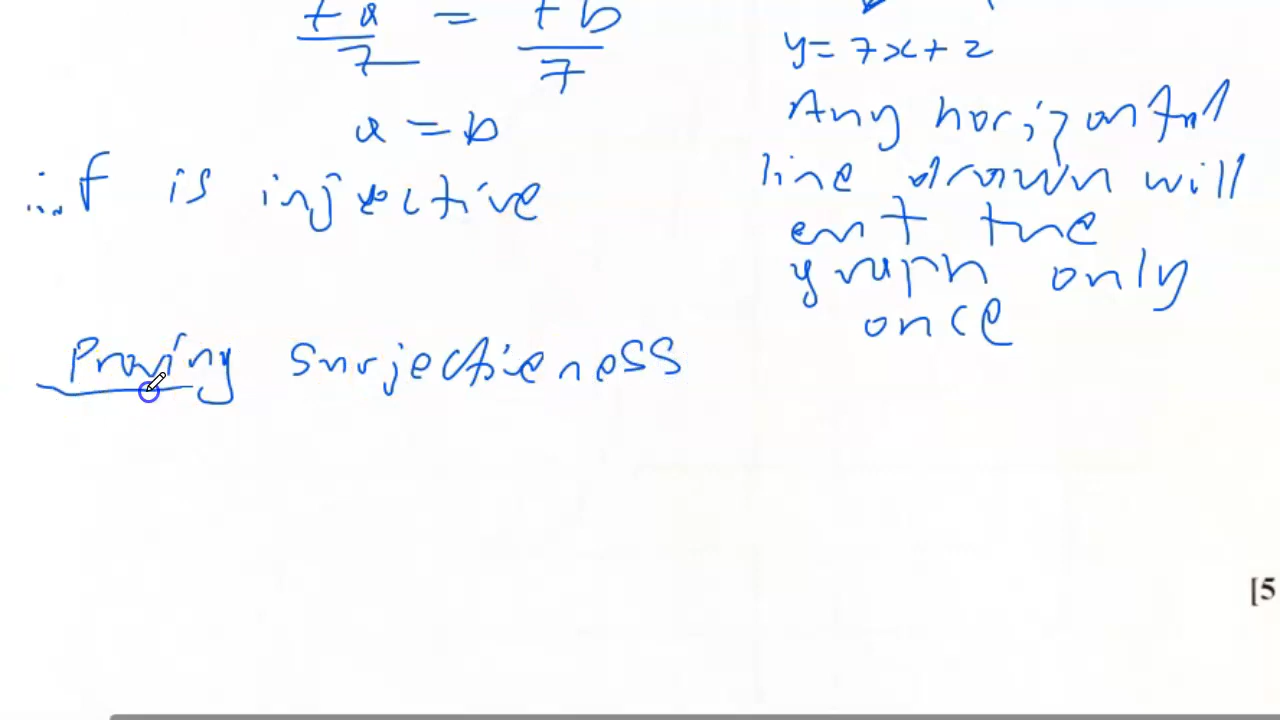 7a = 7b
7 7
a = b
∴ f is injective
Proving Surjectiveness
y = 7x + 2
Any horizontal
line drawn will
cut the
graph only
once
[5